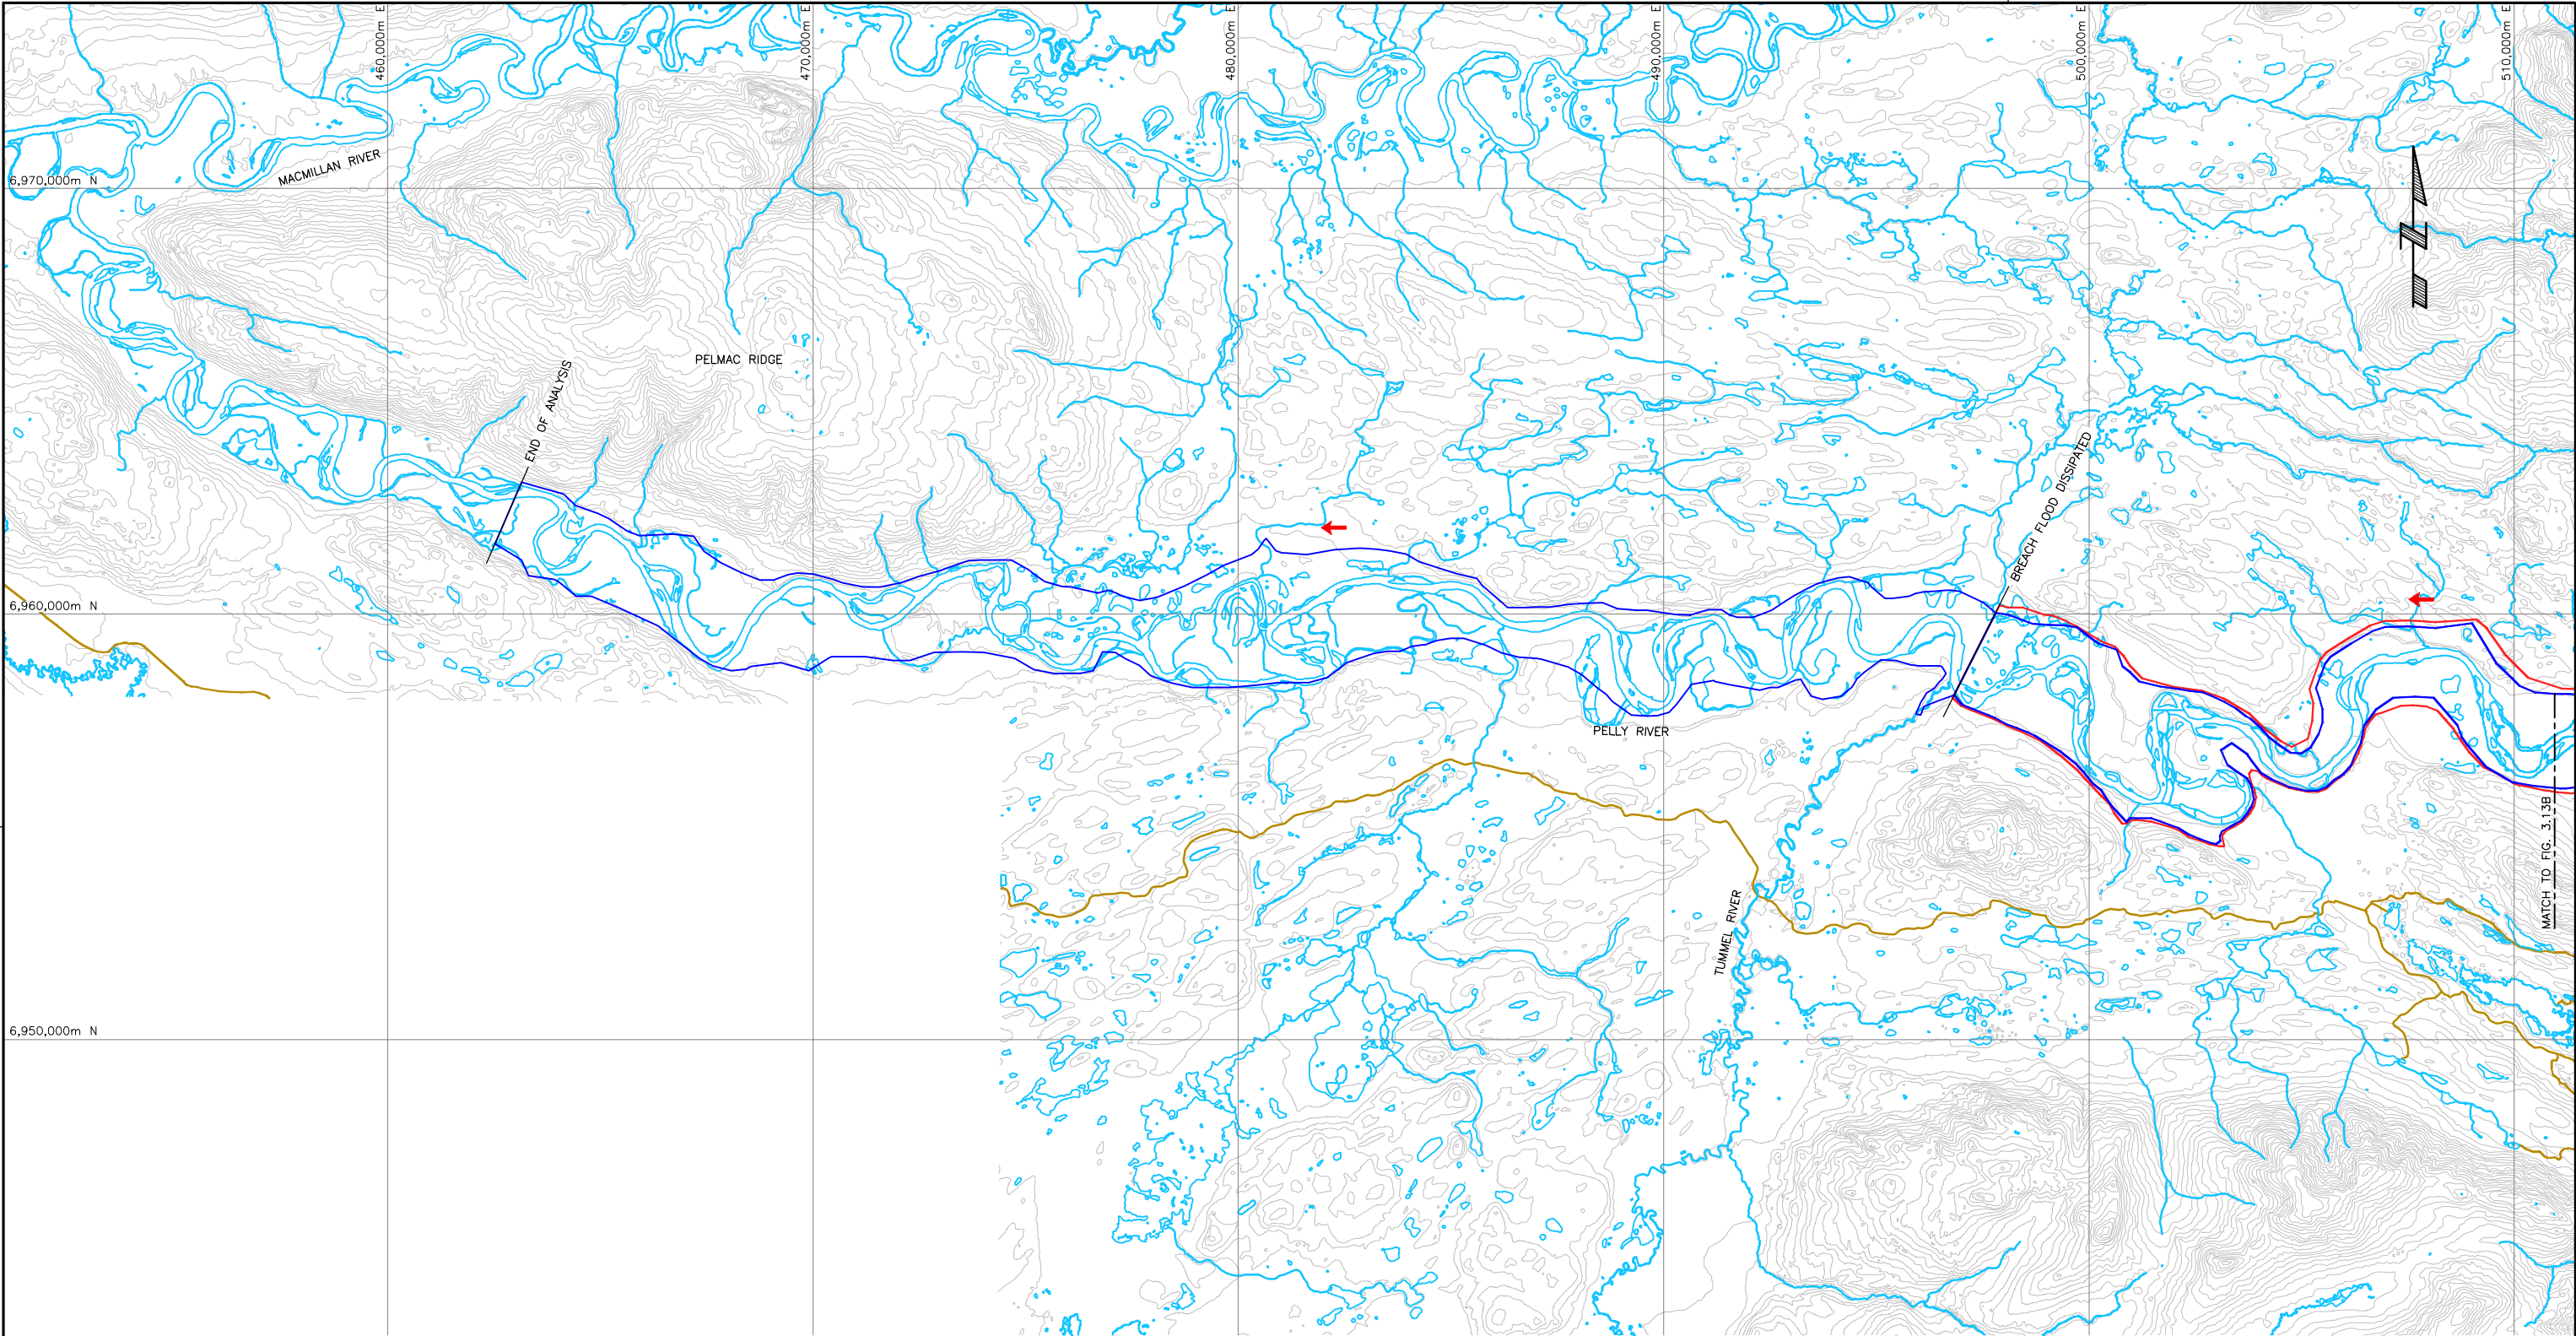 460,000m E
470,000m E
480,000m E
490,000m E
500,000m E
510,000m E
MACMILLAN RIVER
6,970,000m N
N
PELMAC RIDGE
END OF ANALYSIS
BREACH FLOOD DISSIPATED
6,960,000m N
PELLY RIVER
MATCH TO FIG. 3.13B
TUMMEL RIVER
6,950,000m N